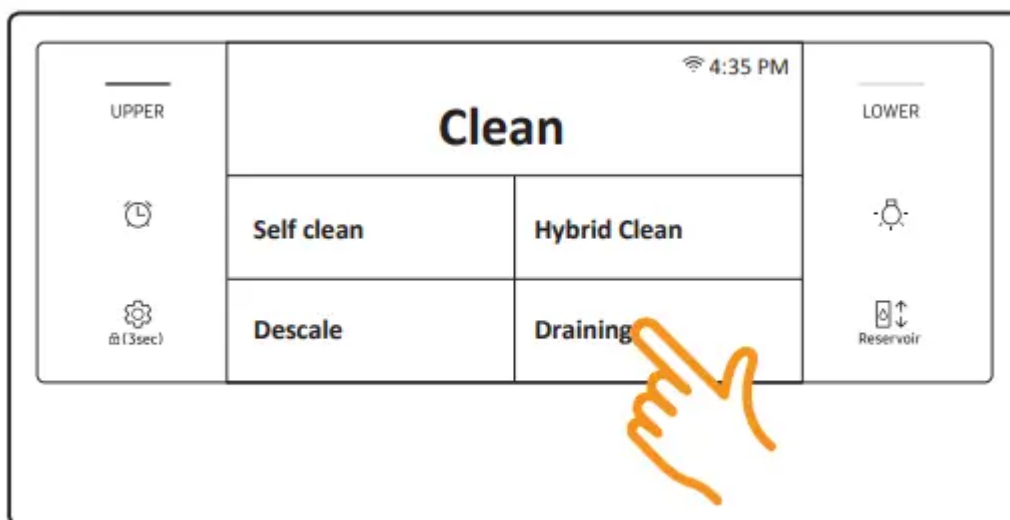 4:35 PM
UPPER
LOWER
Clean
Self clean
Hybrid Clean
Descale
Draining
(3sec)
Reservoir